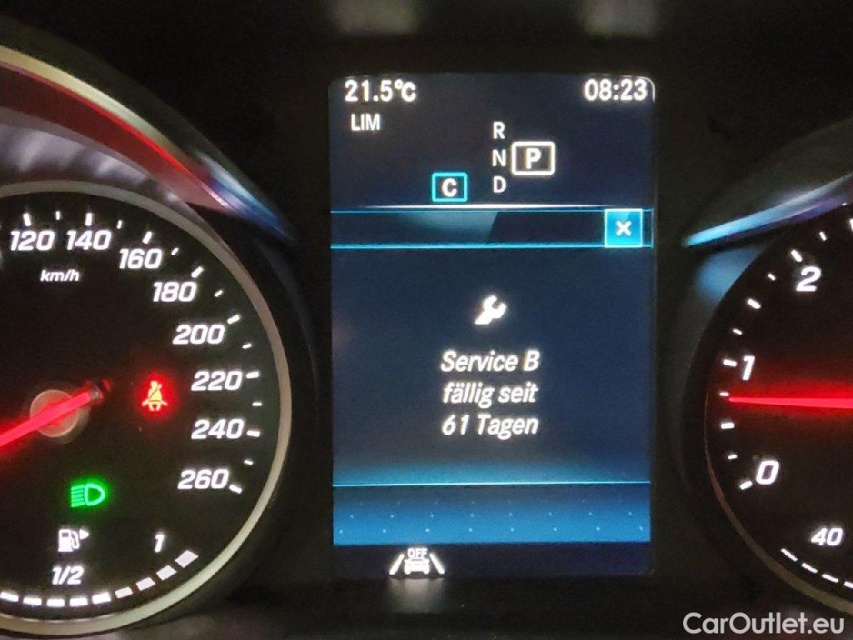 21.5°C 08:23
LIM
R
N P
C D
×
Service B
fällig seit
61 Tagen
OFF
120 140
160
km/h
180
200
220
240
260
1/2 1
2
1
0
40
CarOutlet.eu